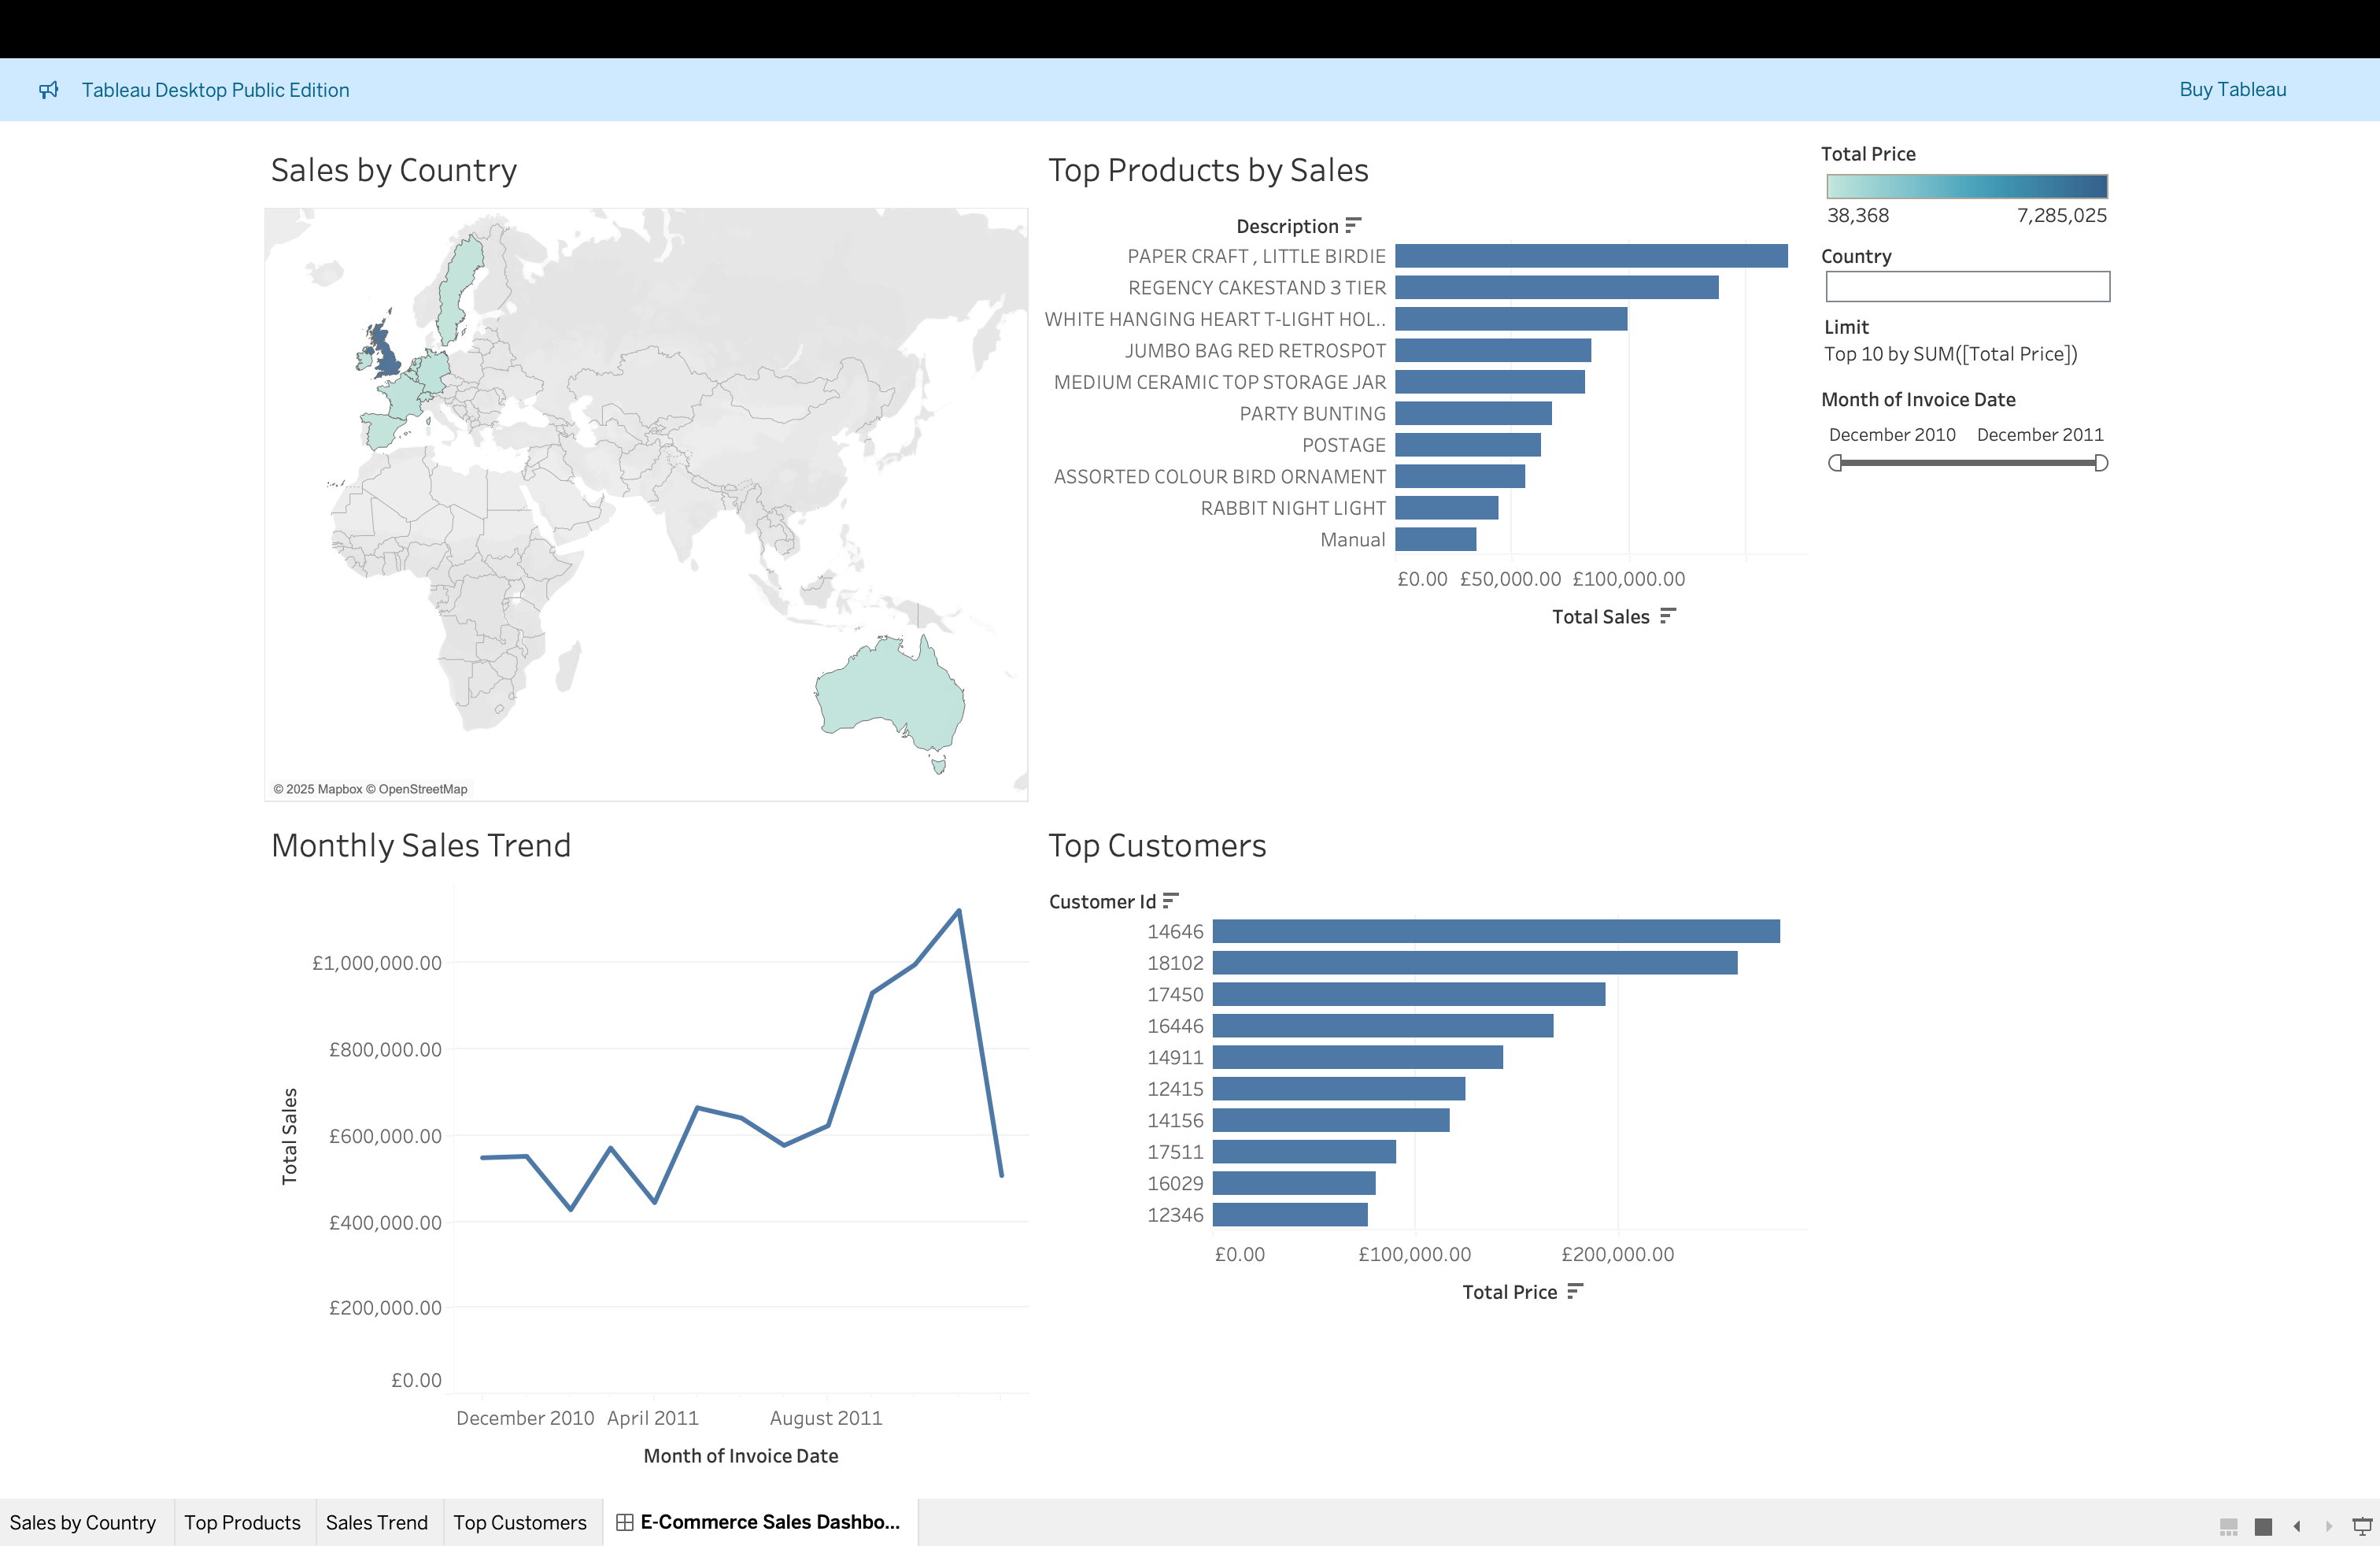 Tableau Desktop Public Edition
Buy Tableau
Sales by Country
© 2025 Mapbox © OpenStreetMap
Top Products by Sales
Description
PAPER CRAFT , LITTLE BIRDIE
REGENCY CAKESTAND 3 TIER
WHITE HANGING HEART T-LIGHT HOL..
JUMBO BAG RED RETROSPOT
MEDIUM CERAMIC TOP STORAGE JAR
PARTY BUNTING
POSTAGE
ASSORTED COLOUR BIRD ORNAMENT
RABBIT NIGHT LIGHT
Manual
£0.00 £50,000.00 £100,000.00
Total Sales
Total Price
38,368 7,285,025
Country
Limit
Top 10 by SUM([Total Price])
Month of Invoice Date
December 2010 December 2011
Monthly Sales Trend
Total Sales
£1,000,000.00
£800,000.00
£600,000.00
£400,000.00
£200,000.00
£0.00
December 2010 April 2011 August 2011
Month of Invoice Date
Top Customers
Customer Id
14646
18102
17450
16446
14911
12415
14156
17511
16029
12346
£0.00 £100,000.00 £200,000.00
Total Price
Sales by Country Top Products Sales Trend Top Customers E-Commerce Sales Dashbo...